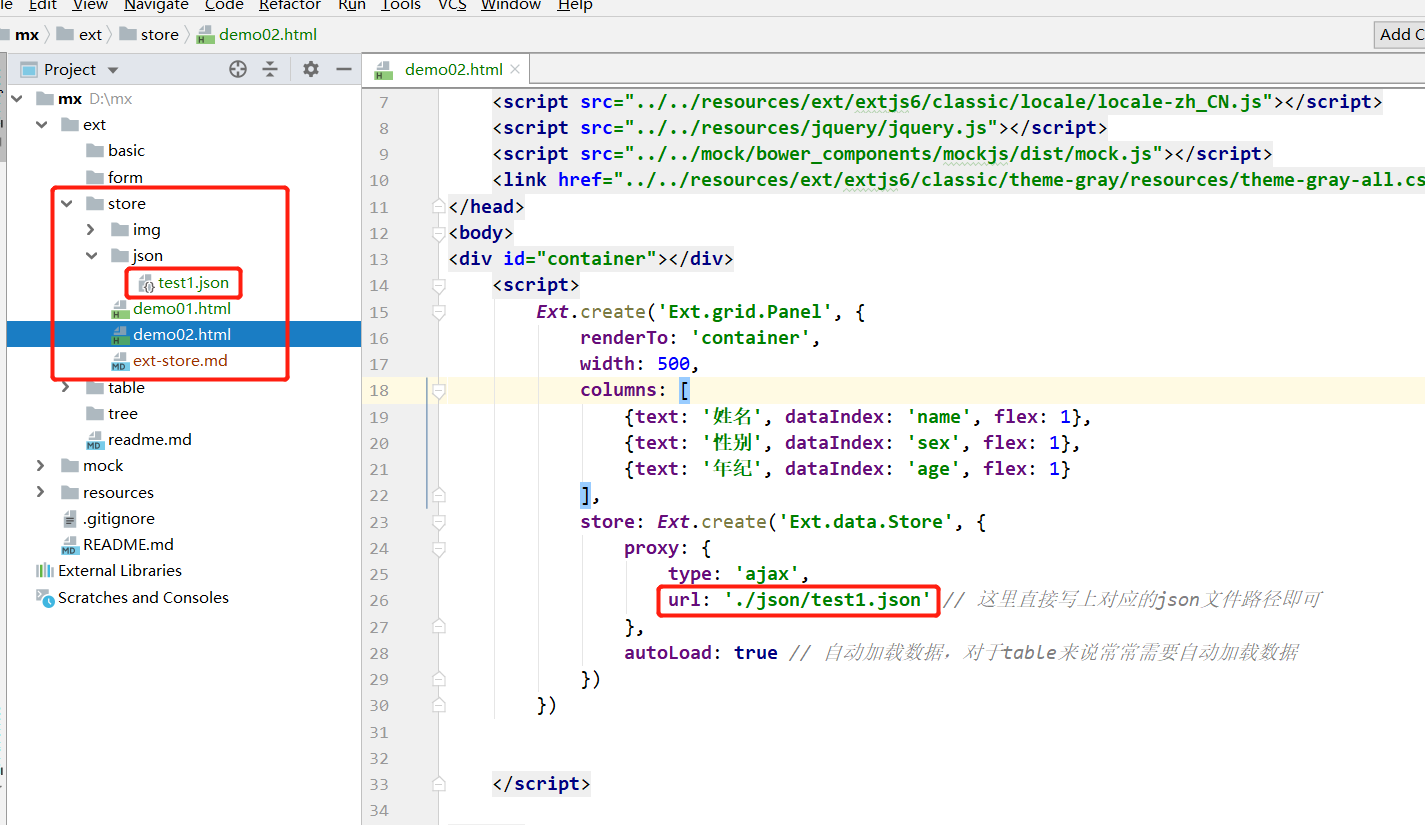 Edit View Navigate Code Refactor Run Tools VCS Window Help
mx ext store demo02.html
Add
Project
demo02.html
mx D:\mx
ext
basic
form
store
img
json
test1.json
demo01.html
demo02.html
ext-store.md
table
tree
readme.md
mock
resources
.gitignore
README.md
External Libraries
Scratches and Consoles
7 <script src="../../resources/ext/extjs6/classic/locale/locale-zh_CN.js"></script>
8 <script src="../../resources/jquery/jquery.js"></script>
9 <script src="../../mock/bower_components/mockjs/dist/mock.js"></script>
10 <link href="../../resources/ext/extjs6/classic/theme-gray/resources/theme-gray-all.cs
11 </head>
12 <body>
13 <div id="container"></div>
14 <script>
15 Ext.create('Ext.grid.Panel', {
16 renderTo: 'container',
17 width: 500,
18 columns: [
19 {text: '姓名', dataIndex: 'name', flex: 1},
20 {text: '性别', dataIndex: 'sex', flex: 1},
21 {text: '年纪', dataIndex: 'age', flex: 1}
22 ],
23 store: Ext.create('Ext.data.Store', {
24 proxy: {
25 type: 'ajax',
26 url: './json/test1.json' // 这里直接写上对应的json文件路径即可
27 },
28 autoLoad: true // 自动加载数据，对于table来说常常需要自动加载数据
29 })
30 })
31
32
33 </script>
34